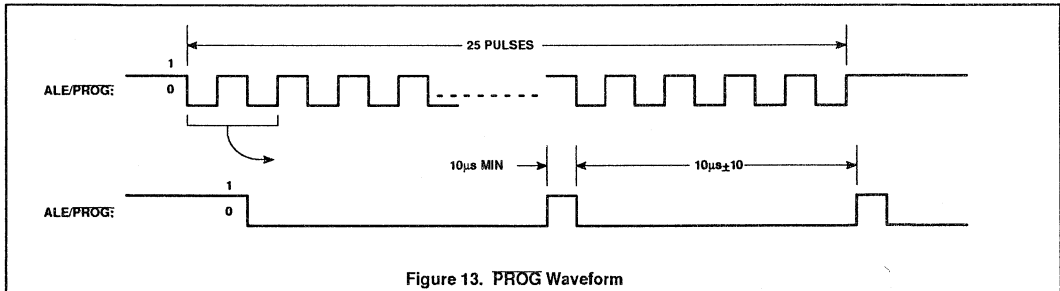 25 PULSES
1
ALE/PROG:
0
10µs MIN
10µs±10
1
ALE/PROG:
0
Figure 13. PROG Waveform